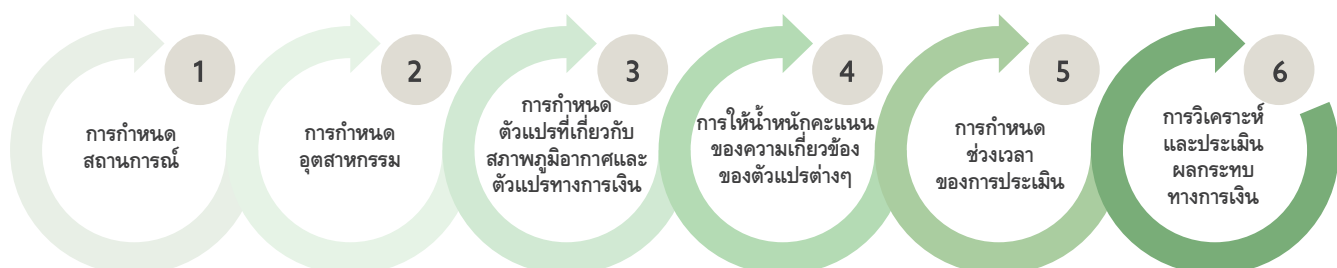 1
การกำหนด
สถานการณ์
2
การกำหนด
อุตสาหกรรม
3
การกำหนด
ตัวแปรที่เกี่ยวกับ
สภาพภูมิอากาศและ
ตัวแปรทางการเงิน
4
การให้น้ำหนักคะแนน
ของความเกี่ยวข้อง
ของตัวแปรต่างๆ
5
การกำหนด
ช่วงเวลา
ของการประเมิน
6
การวิเคราะห์
และประเมิน
ผลกระทบ
ทางการเงิน